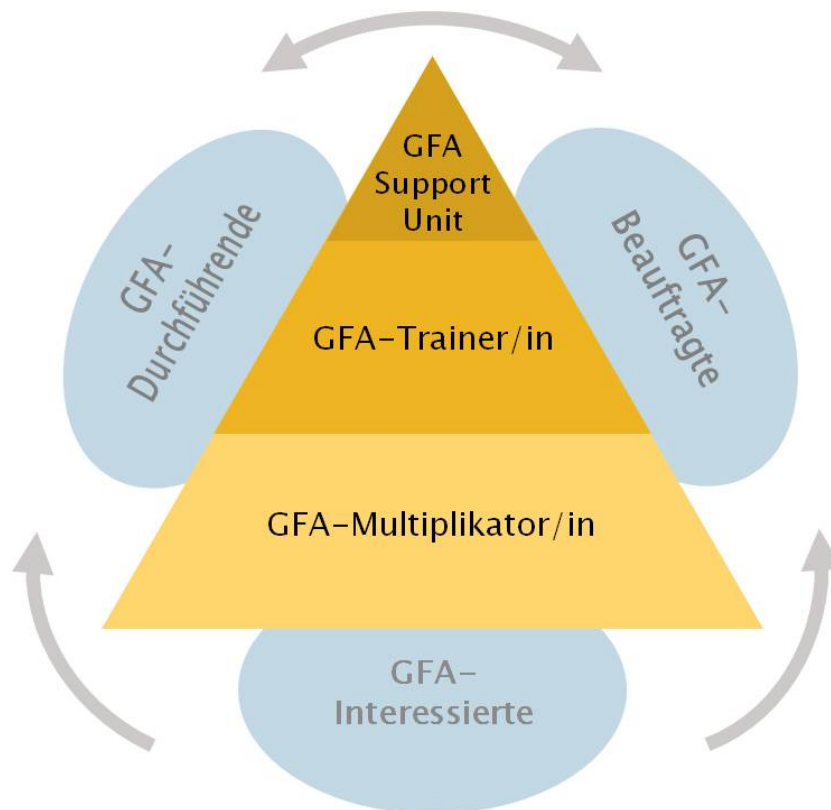 GFA
Support
Unit
GFA-
Durchführende
GFA-
Beauftragte
GFA-Trainer/in
GFA-Multiplikator/in
GFA-
Interessierte